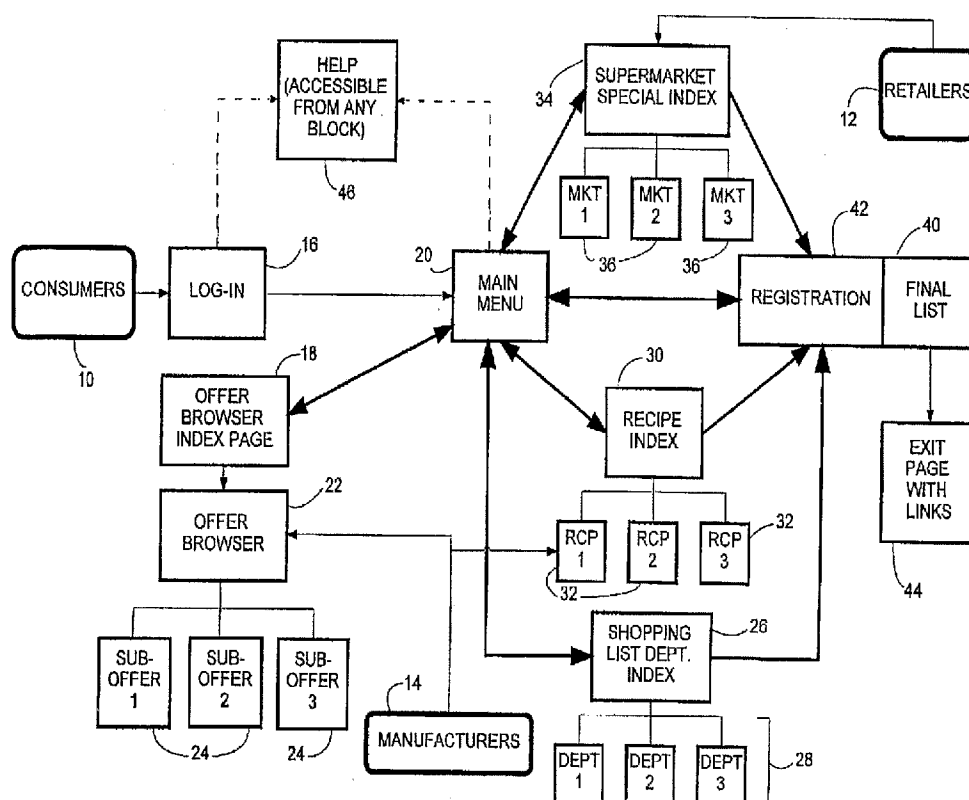 HELP
(ACCESSIBLE
FROM ANY
BLOCK)
46
34
SUPERMARKET
SPECIAL INDEX
RETAILERS
12
MKT
1
MKT
2
MKT
3
36
36
42
40
CONSUMERS
10
16
LOG-IN
20
MAIN
MENU
REGISTRATION
FINAL
LIST
18
OFFER
BROWSER
INDEX PAGE
30
RECIPE
INDEX
EXIT
PAGE
WITH
LINKS
44
22
OFFER
BROWSER
RCP
1
RCP
2
RCP
3
32
32
SUB-
OFFER
1
SUB-
OFFER
2
SUB-
OFFER
3
24
24
14
MANUFACTURERS
26
SHOPPING
LIST DEPT.
INDEX
DEPT
1
DEPT
2
DEPT
3
28